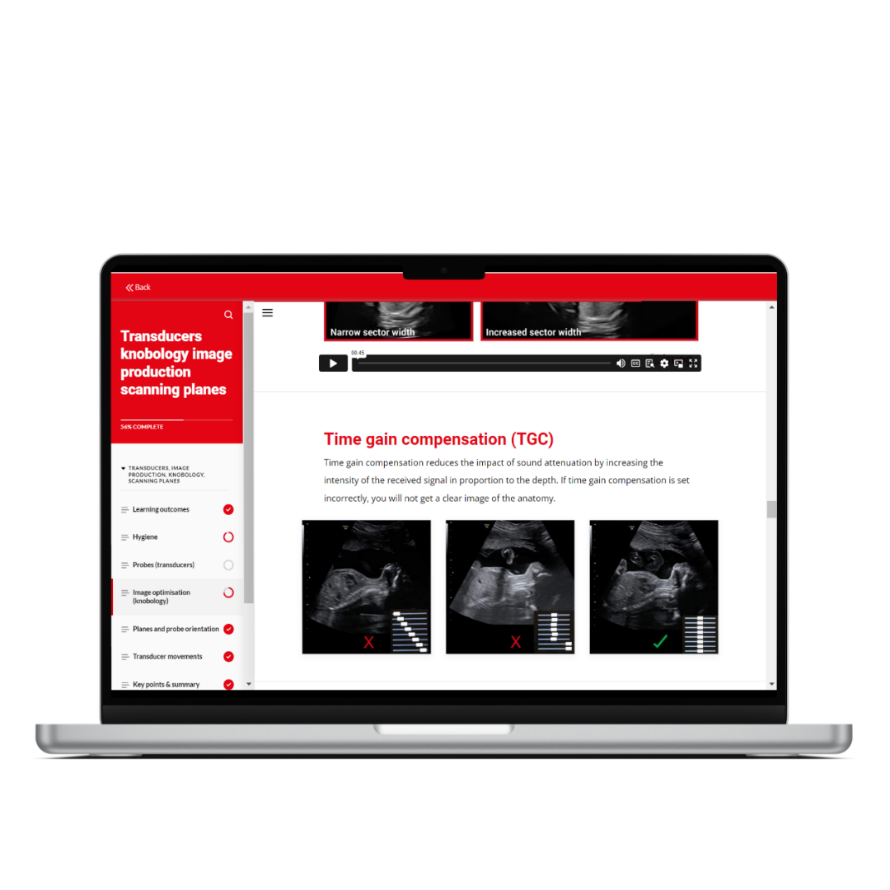 Back
Transducers
knobology image
production
scanning planes
56% COMPLETE
TRANSDUCERS, IMAGE
PRODUCTION, KNOBOLOGY,
SCANNING PLANES
Learning outcomes
Hygiene
Probes (transducers)
Image optimisation
(knobology)
Planes and probe orientation
Transducer movements
Key points & summary
Narrow sector width
Increased sector width
00:45
Time gain compensation (TGC)
Time gain compensation reduces the impact of sound attenuation by increasing the
intensity of the received signal in proportion to the depth. If time gain compensation is set
incorrectly, you will not get a clear image of the anatomy.